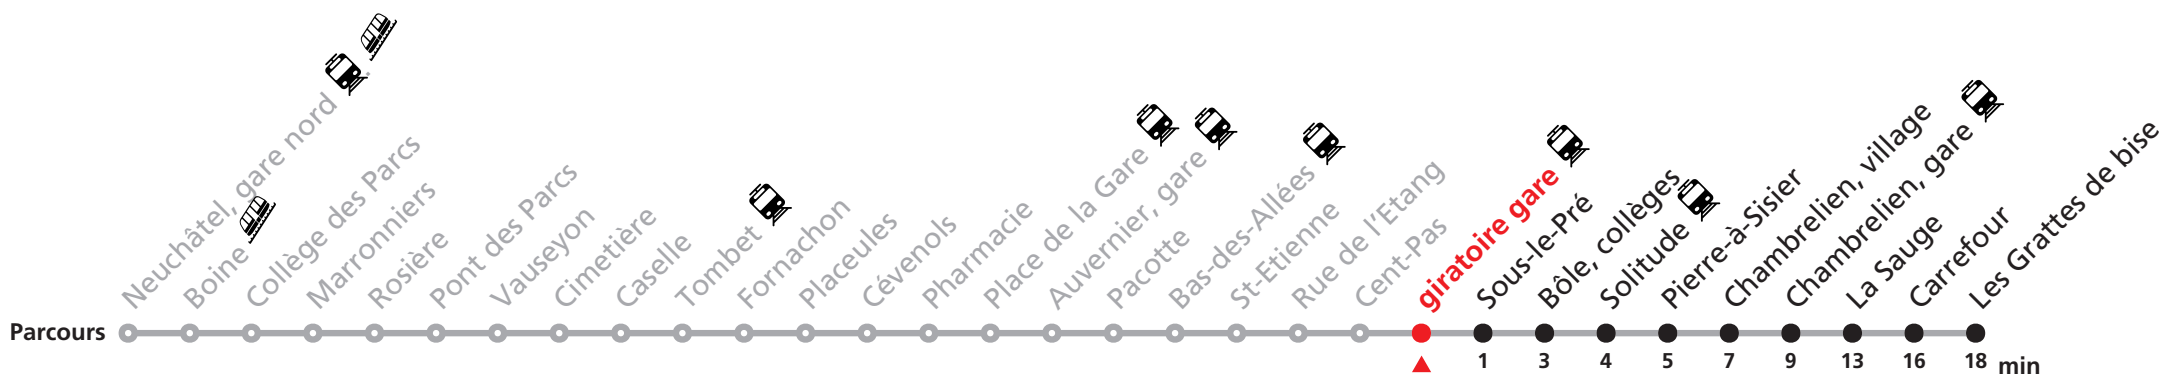 Neuchâtel, gare nord
Boine
Collège des Parcs
Marronniers
Rosière
Pont des Parcs
Vauseyon
Cimetière
Caselle
Tombet
Fornachon
Placeules
Cévenols
Pharmacie
Place de la Gare
Auvernier, gare
Pacotte
Bas-des-Allées
St-Etienne
Rue de l'Etang
Cent-Pas
giratoire gare
Sous-le-Pré
Bôle, collèges
Solitude
Pierre-à-Sisier
Chambrelien, village
Chambrelien, gare
La Sauge
Carrefour
Les Grattes de bise
Parcours
1 3 4 5 7 9 13 16 18 min